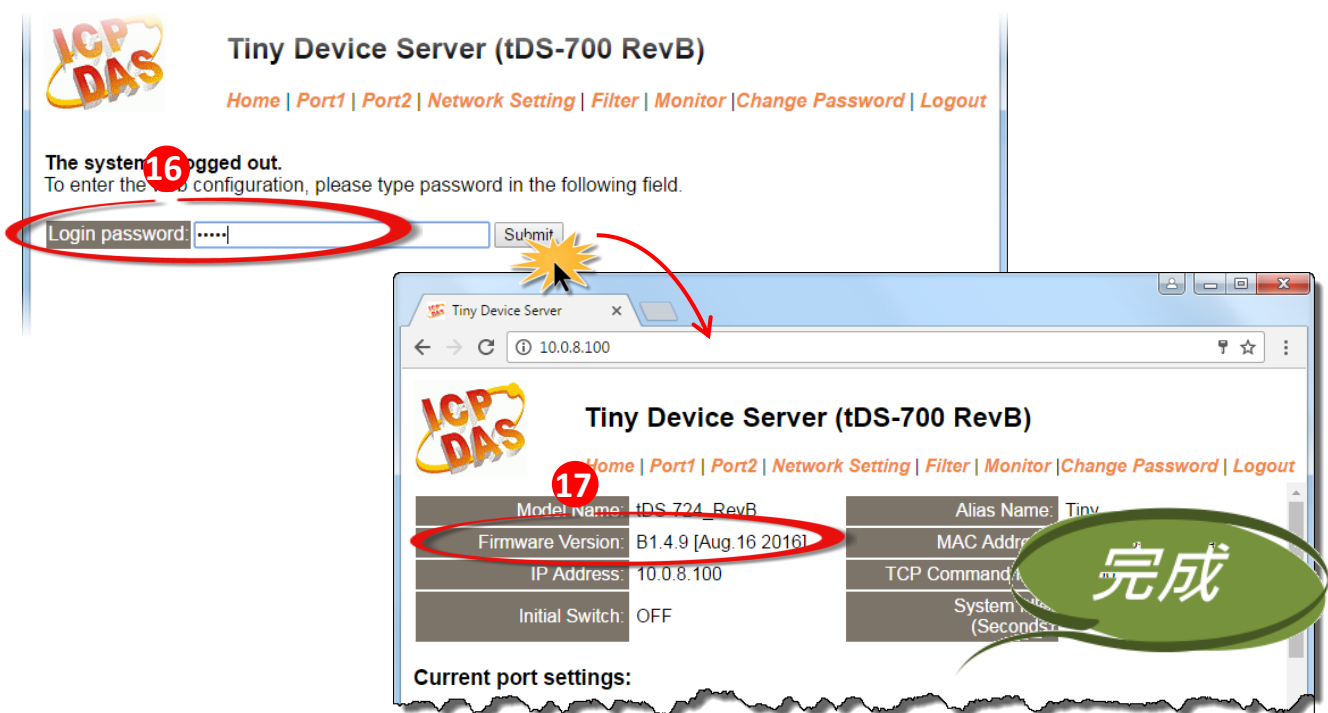 ICP DAS
Tiny Device Server (tDS-700 RevB)
Home | Port1 | Port2 | Network Setting | Filter | Monitor |Change Password | Logout
The system logged out.
16
To enter the web configuration, please type password in the following field.
Login password: •••••
Submit
Tiny Device Server
10.0.8.100
ICP DAS
Tiny Device Server (tDS-700 RevB)
Home | Port1 | Port2 | Network Setting | Filter | Monitor |Change Password | Logout
17
Model Name: tDS-724_RevB Alias Name: Tiny
Firmware Version: B1.4.9 [Aug.16 2016] MAC Address
IP Address: 10.0.8.100 TCP Command
Initial Switch: OFF System
(Seconds)
完成
Current port settings: